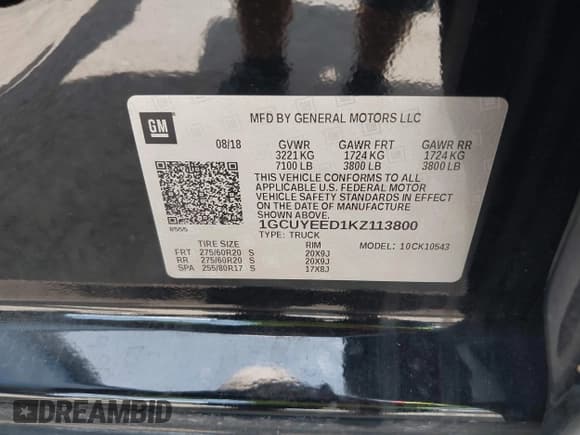 GM
MFD BY GENERAL MOTORS LLC
08/18 GVWR GAWR FRT GAWR RR
3221 KG 1724 KG 1724 KG
7100 LB 3800 LB 3800 LB
THIS VEHICLE CONFORMS TO ALL
APPLICABLE U.S. FEDERAL MOTOR
VEHICLE SAFETY STANDARDS IN EFFECT
ON THE DATE OF MANUFACTURE
SHOWN ABOVE.
1GCUYEED1KZ113800
TYPE: TRUCK MODEL: 10CK10543
8555
TIRE SIZE RIM
FRT 275/60R20 S 20X9J
RR 275/60R20 S 20X9J
SPA 255/80R17 S 17X8J
DREAMBID